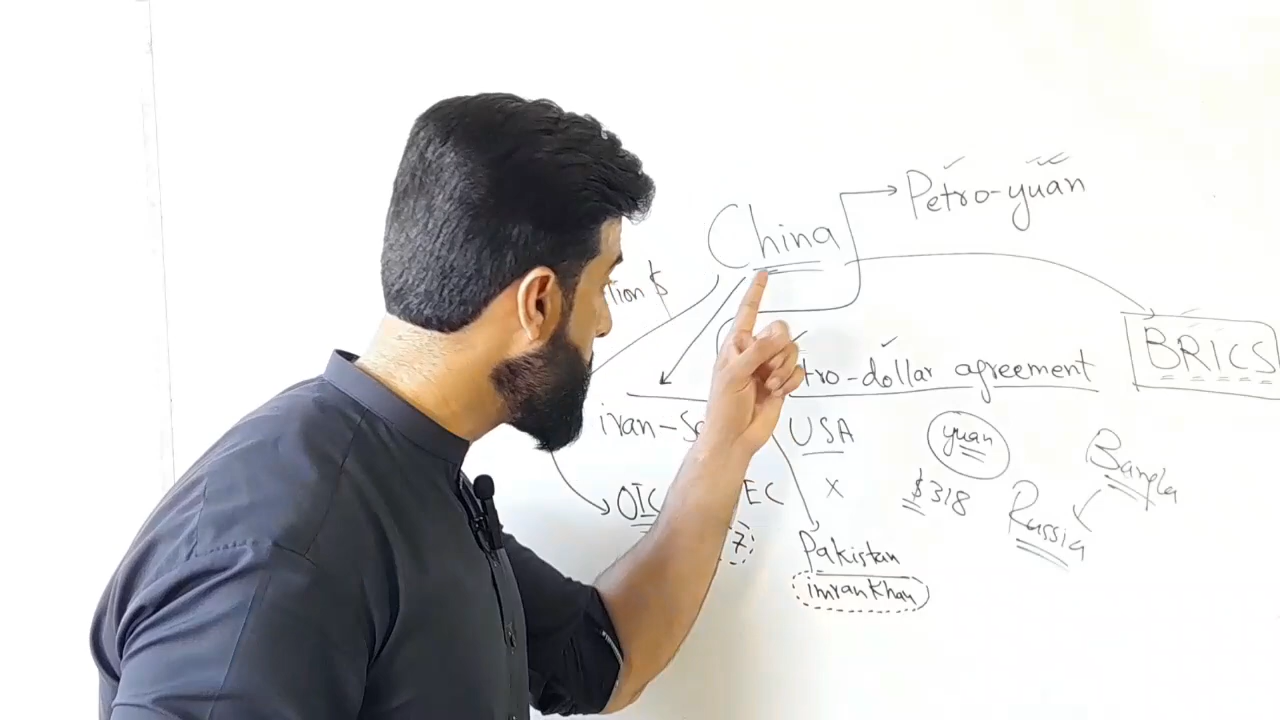 Petro-yuan
China
tion $
BRICS
tro-dollar agreement
iran-S
USA
yuan
Bangla
OIC
EC
X
$318
Russia
7
Pakistan
imran Khan